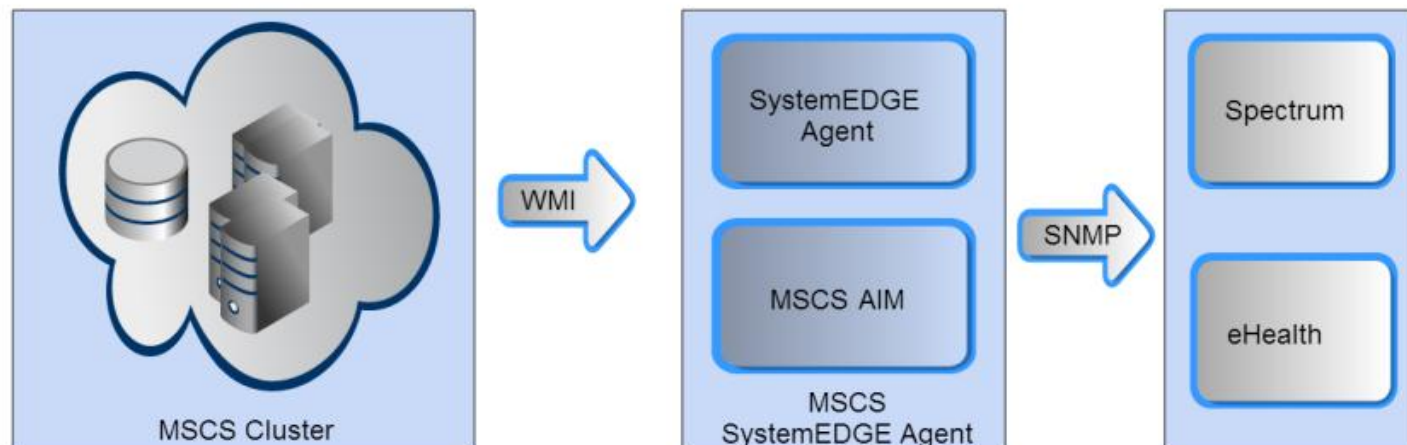 MSCS Cluster
WMI
SystemEDGE
Agent
MSCS AIM
MSCS
SystemEDGE Agent
SNMP
Spectrum
eHealth